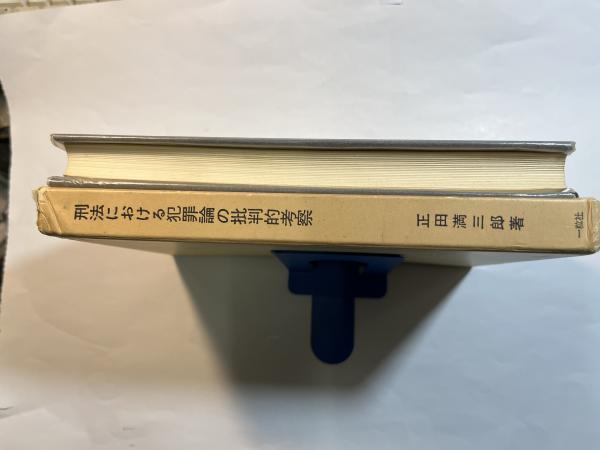 刑法における犯罪論の批判的考察
正田満三郎著
一粒社